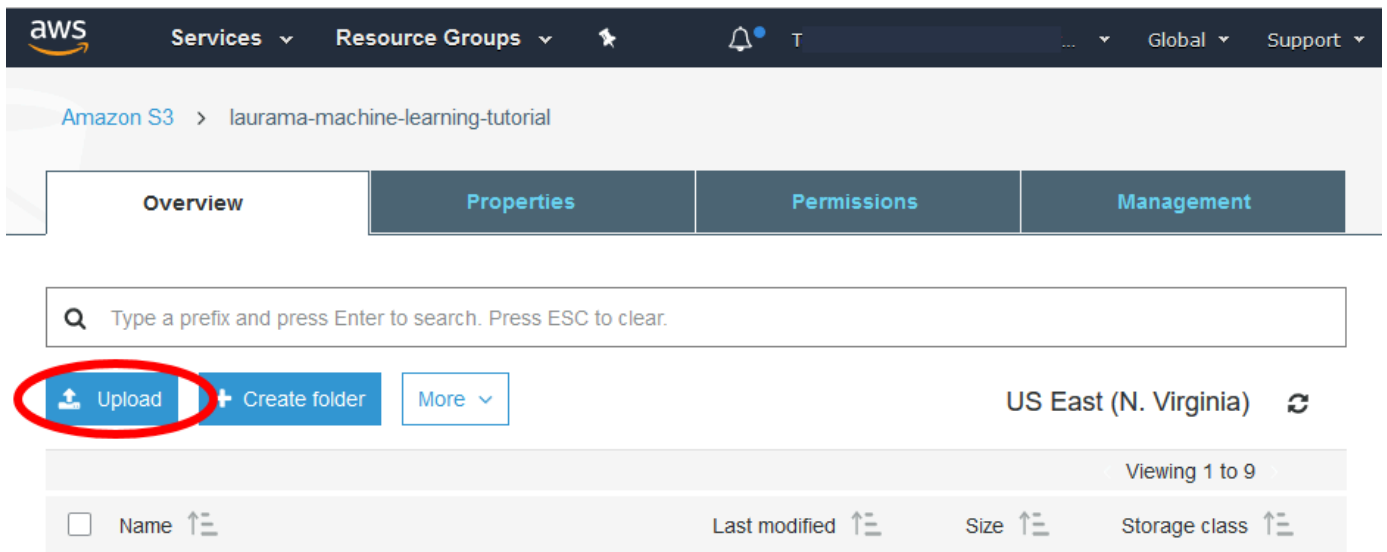 aws Services Resource Groups T ... Global Support
Amazon S3 > laurama-machine-learning-tutorial
Overview Properties Permissions Management
Type a prefix and press Enter to search. Press ESC to clear.
Upload + Create folder More US East (N. Virginia)
Viewing 1 to 9
Name Last modified Size Storage class